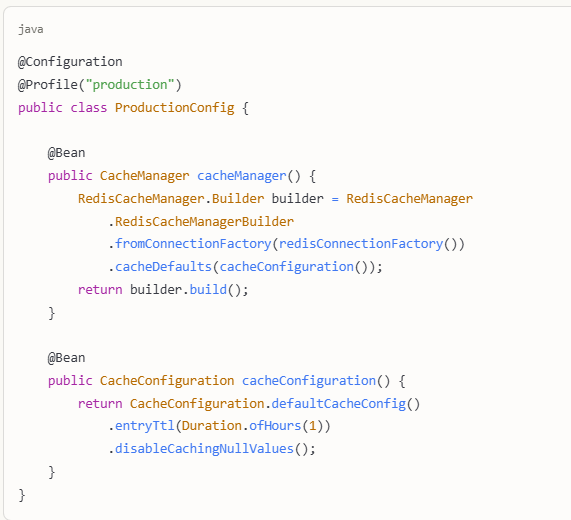 java
@Configuration
@Profile("production")
public class ProductionConfig {
@Bean
public CacheManager cacheManager() {
RedisCacheManager.Builder builder = RedisCacheManager
.RedisCacheManagerBuilder
.fromConnectionFactory(redisConnectionFactory())
.cacheDefaults(cacheConfiguration());
return builder.build();
}
@Bean
public CacheConfiguration cacheConfiguration() {
return CacheConfiguration.defaultCacheConfig()
.entryTtl(Duration.ofHours(1))
.disableCachingNullValues();
}
}